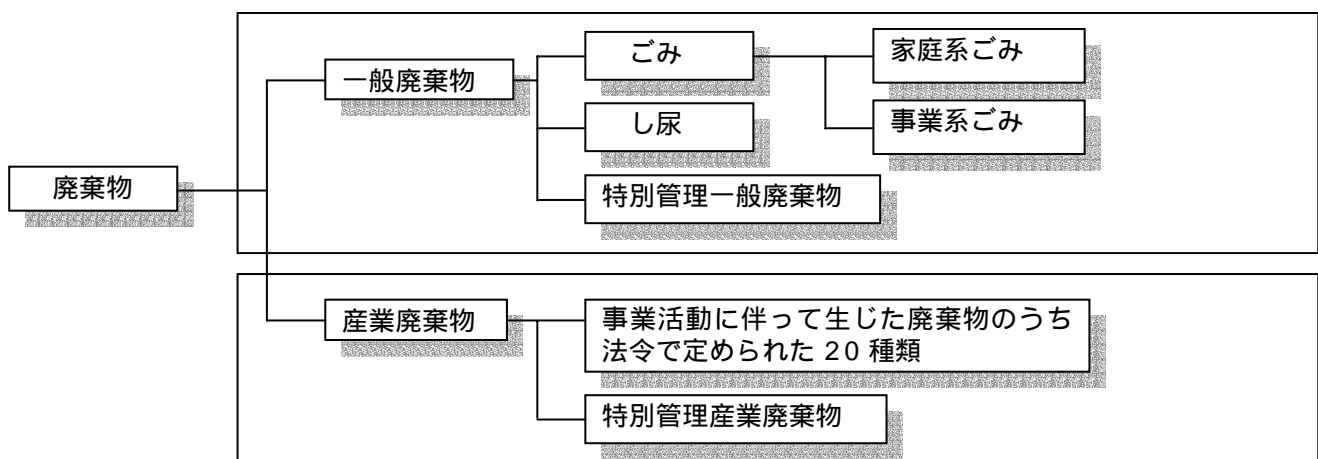 廃棄物
一般廃棄物
ごみ
家庭系ごみ
事業系ごみ
し尿
特別管理一般廃棄物
産業廃棄物
事業活動に伴って生じた廃棄物のうち
法令で定められた 20 種類
特別管理産業廃棄物